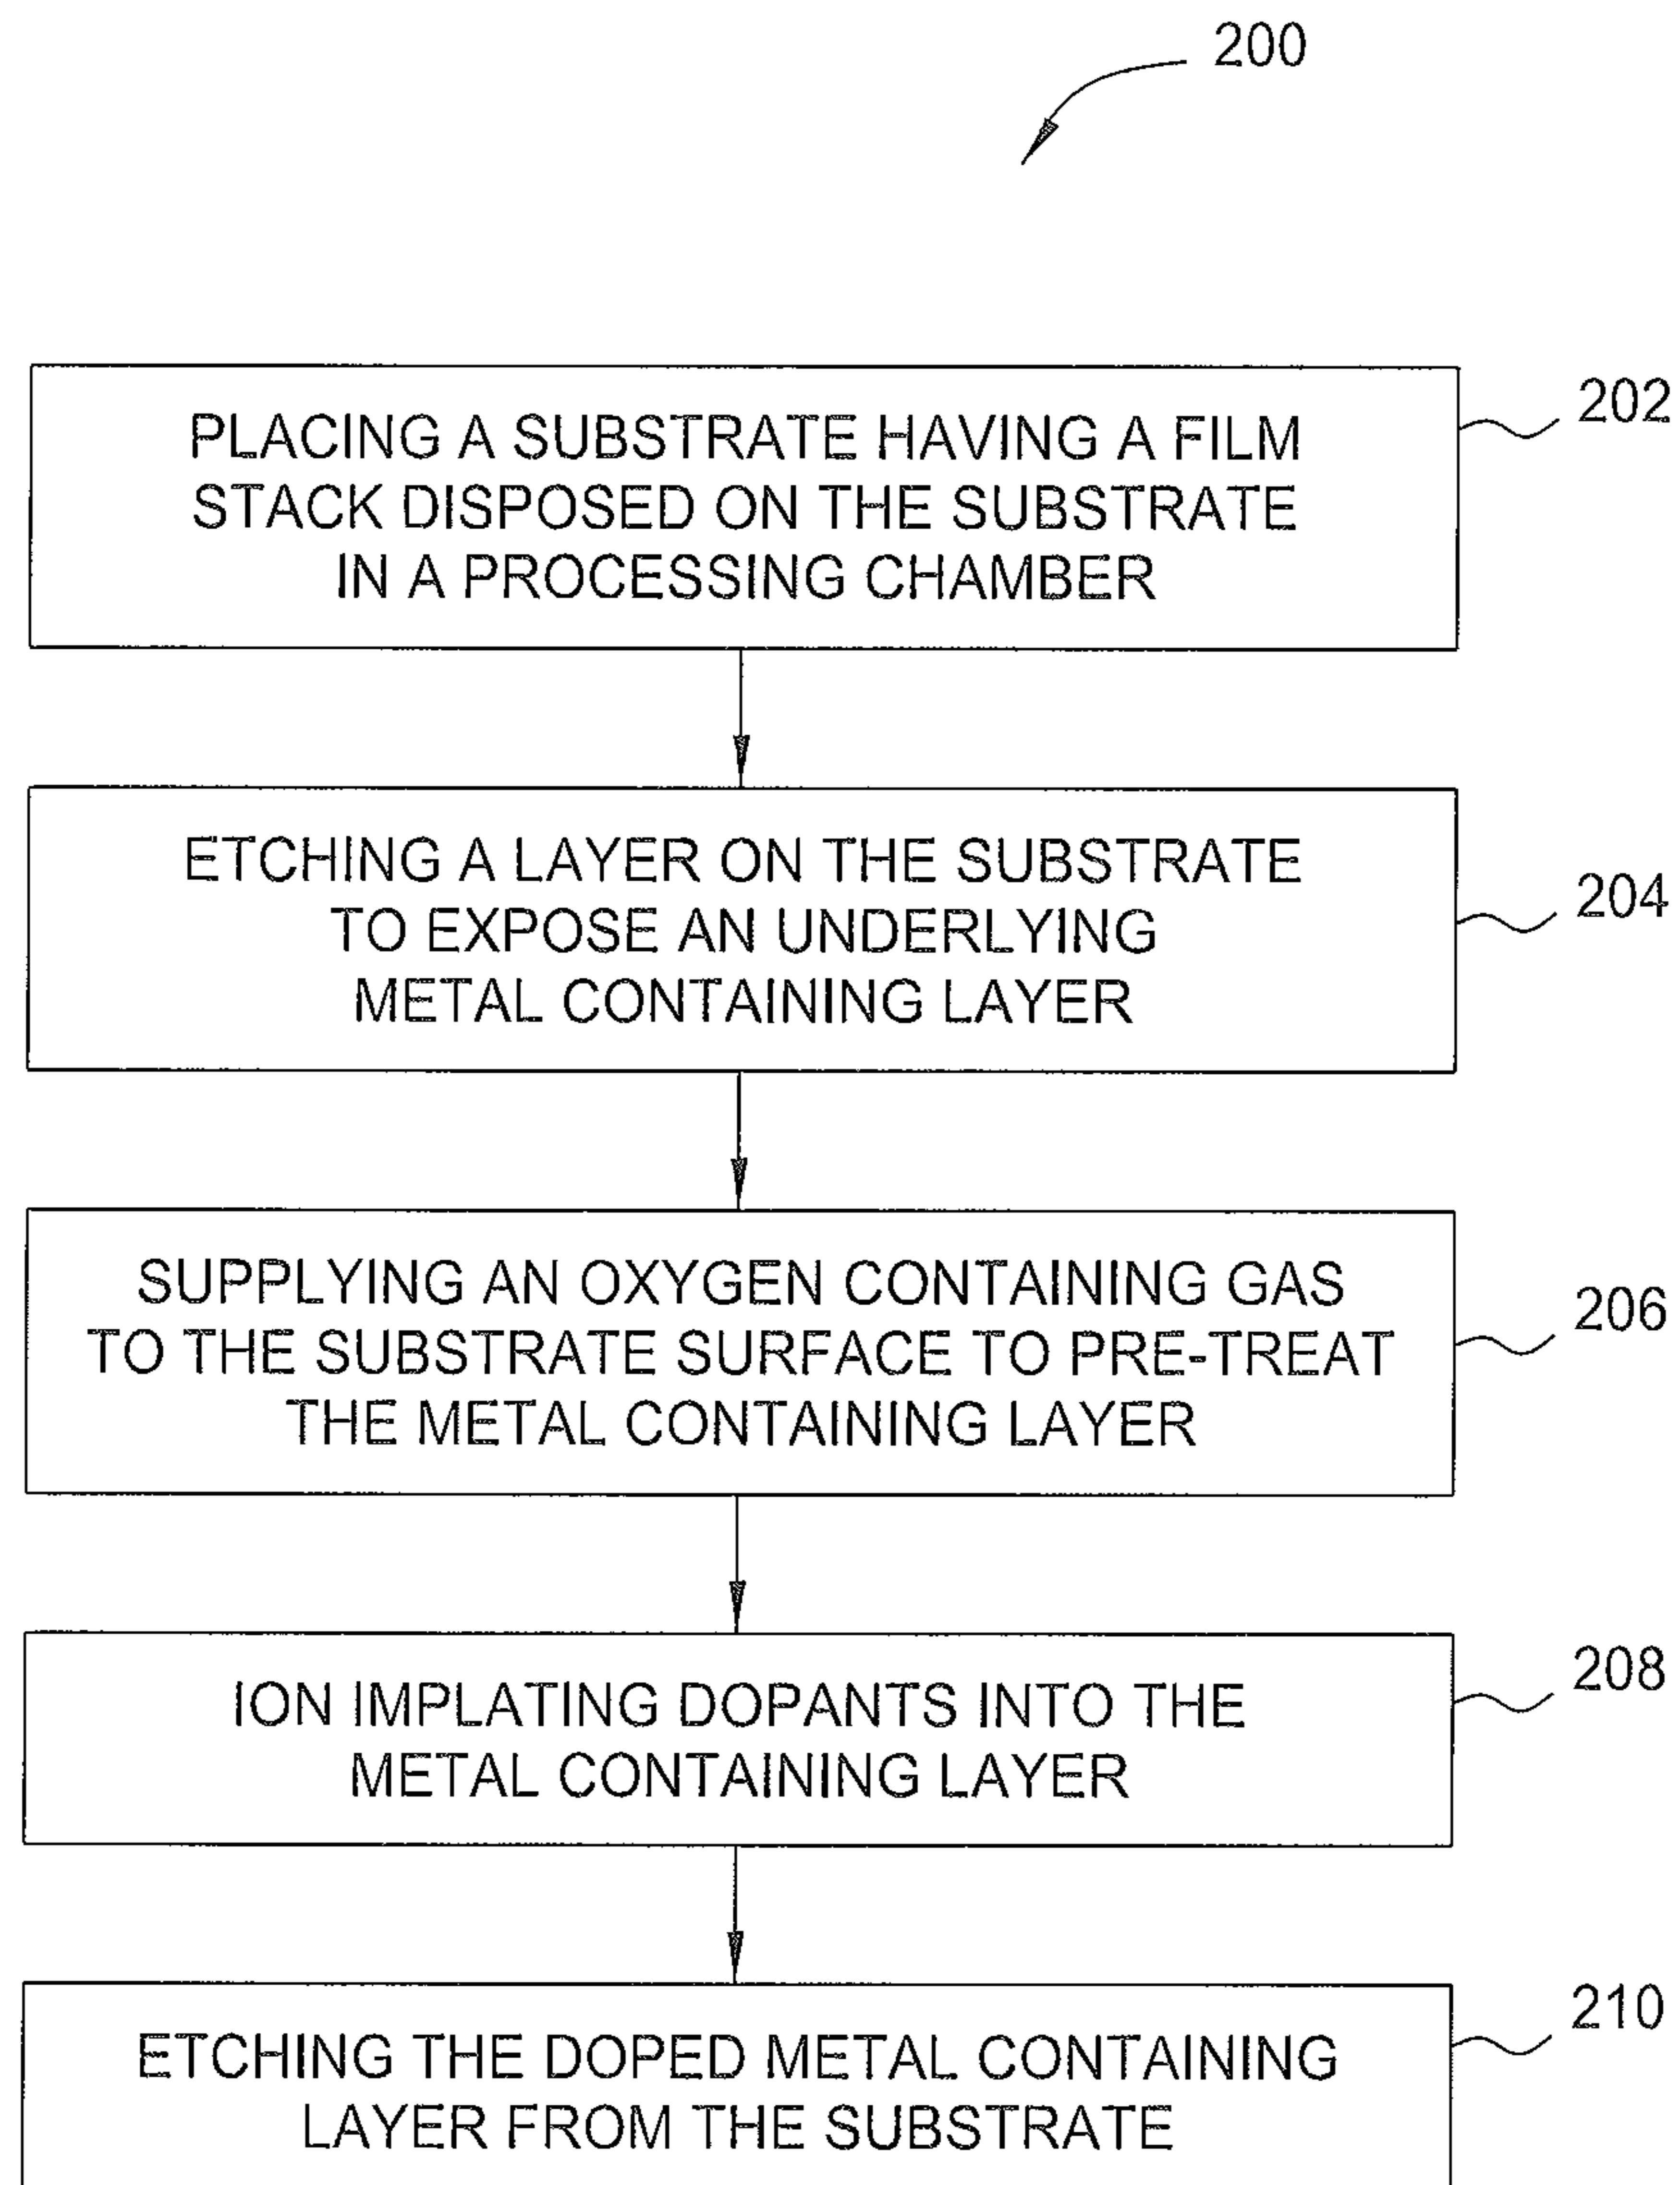 200
PLACING A SUBSTRATE HAVING A FILM
STACK DISPOSED ON THE SUBSTRATE
IN A PROCESSING CHAMBER
202
ETCHING A LAYER ON THE SUBSTRATE
TO EXPOSE AN UNDERLYING
METAL CONTAINING LAYER
204
SUPPLYING AN OXYGEN CONTAINING GAS
TO THE SUBSTRATE SURFACE TO PRE-TREAT
THE METAL CONTAINING LAYER
206
ION IMPLATING DOPANTS INTO THE
METAL CONTAINING LAYER
208
ETCHING THE DOPED METAL CONTAINING
LAYER FROM THE SUBSTRATE
210